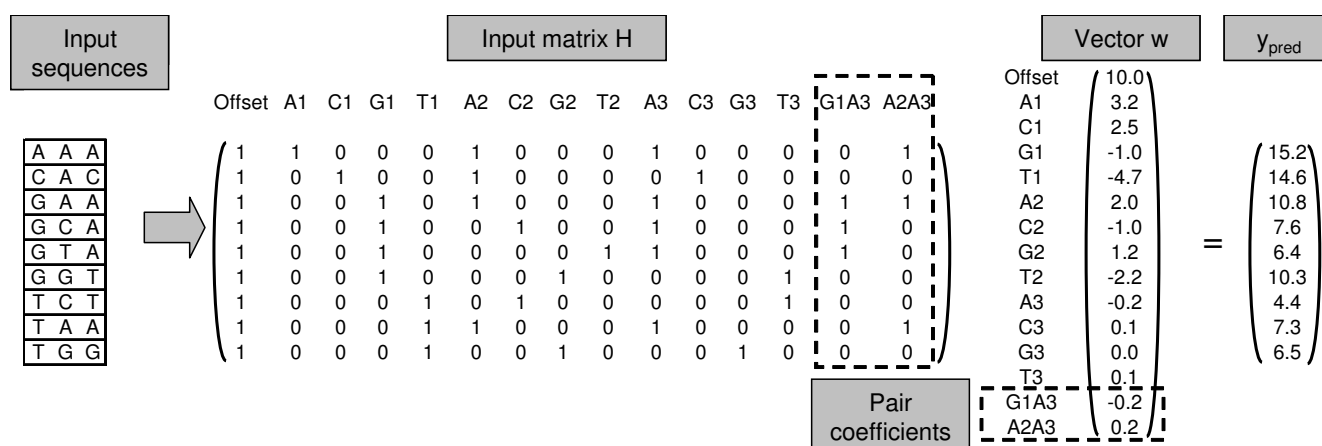 Input sequences
Input matrix H
Vector w
y_pred
Offset A1 C1 G1 T1 A2 C2 G2 T2 A3 C3 G3 T3 G1A3 A2A3
A A A
C A C
G A A
G C A
G T A
G G T
T C T
T A A
T G G
1 1 0 0 0 1 0 0 0 1 0 0 0 0 1
1 0 1 0 0 1 0 0 0 0 1 0 0 0 0
1 0 0 1 0 1 0 0 0 1 0 0 0 1 1
1 0 0 1 0 0 1 0 0 1 0 0 0 1 0
1 0 0 1 0 0 0 0 1 1 0 0 0 1 0
1 0 0 1 0 0 0 1 0 0 0 0 1 0 0
1 0 0 0 1 0 1 0 0 0 0 0 1 0 0
1 0 0 0 1 1 0 0 0 1 0 0 0 0 1
1 0 0 0 1 0 0 1 0 0 0 1 0 0 0
Offset 10.0
A1 3.2
C1 2.5
G1 -1.0
T1 -4.7
A2 2.0
C2 -1.0
G2 1.2
T2 -2.2
A3 -0.2
C3 0.1
G3 0.0
T3 0.1
G1A3 -0.2
A2A3 0.2
=
15.2
14.6
10.8
7.6
6.4
10.3
4.4
7.3
6.5
Pair coefficients